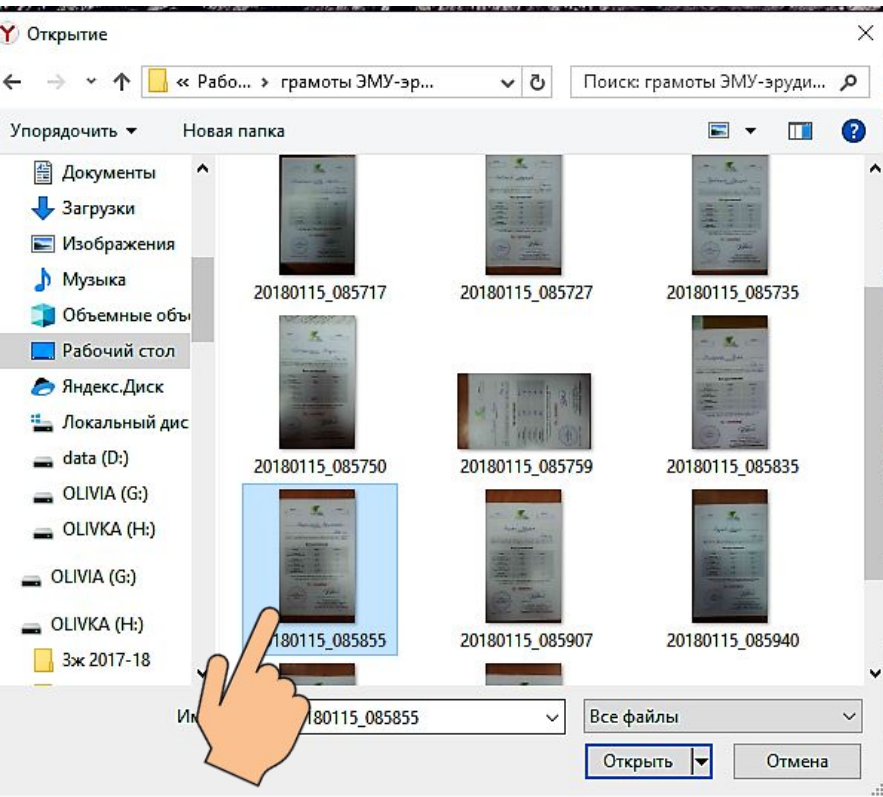 Открытие
« Рабо... › грамоты ЭМУ-эр...
Поиск: грамоты ЭМУ-эруди...
Упорядочить
Новая папка
Документы
Загрузки
Изображения
Музыка
Объемные объ
Рабочий стол
Яндекс.Диск
Локальный дис
data (D:)
OLIVIA (G:)
OLIVKA (H:)
OLIVIA (G:)
OLIVKA (H:)
3ж 2017-18
20180115_085717
20180115_085727
20180115_085735
20180115_085750
20180115_085759
20180115_085835
180115_085855
20180115_085907
20180115_085940
Им
180115_085855
Все файлы
Открыть
Отмена